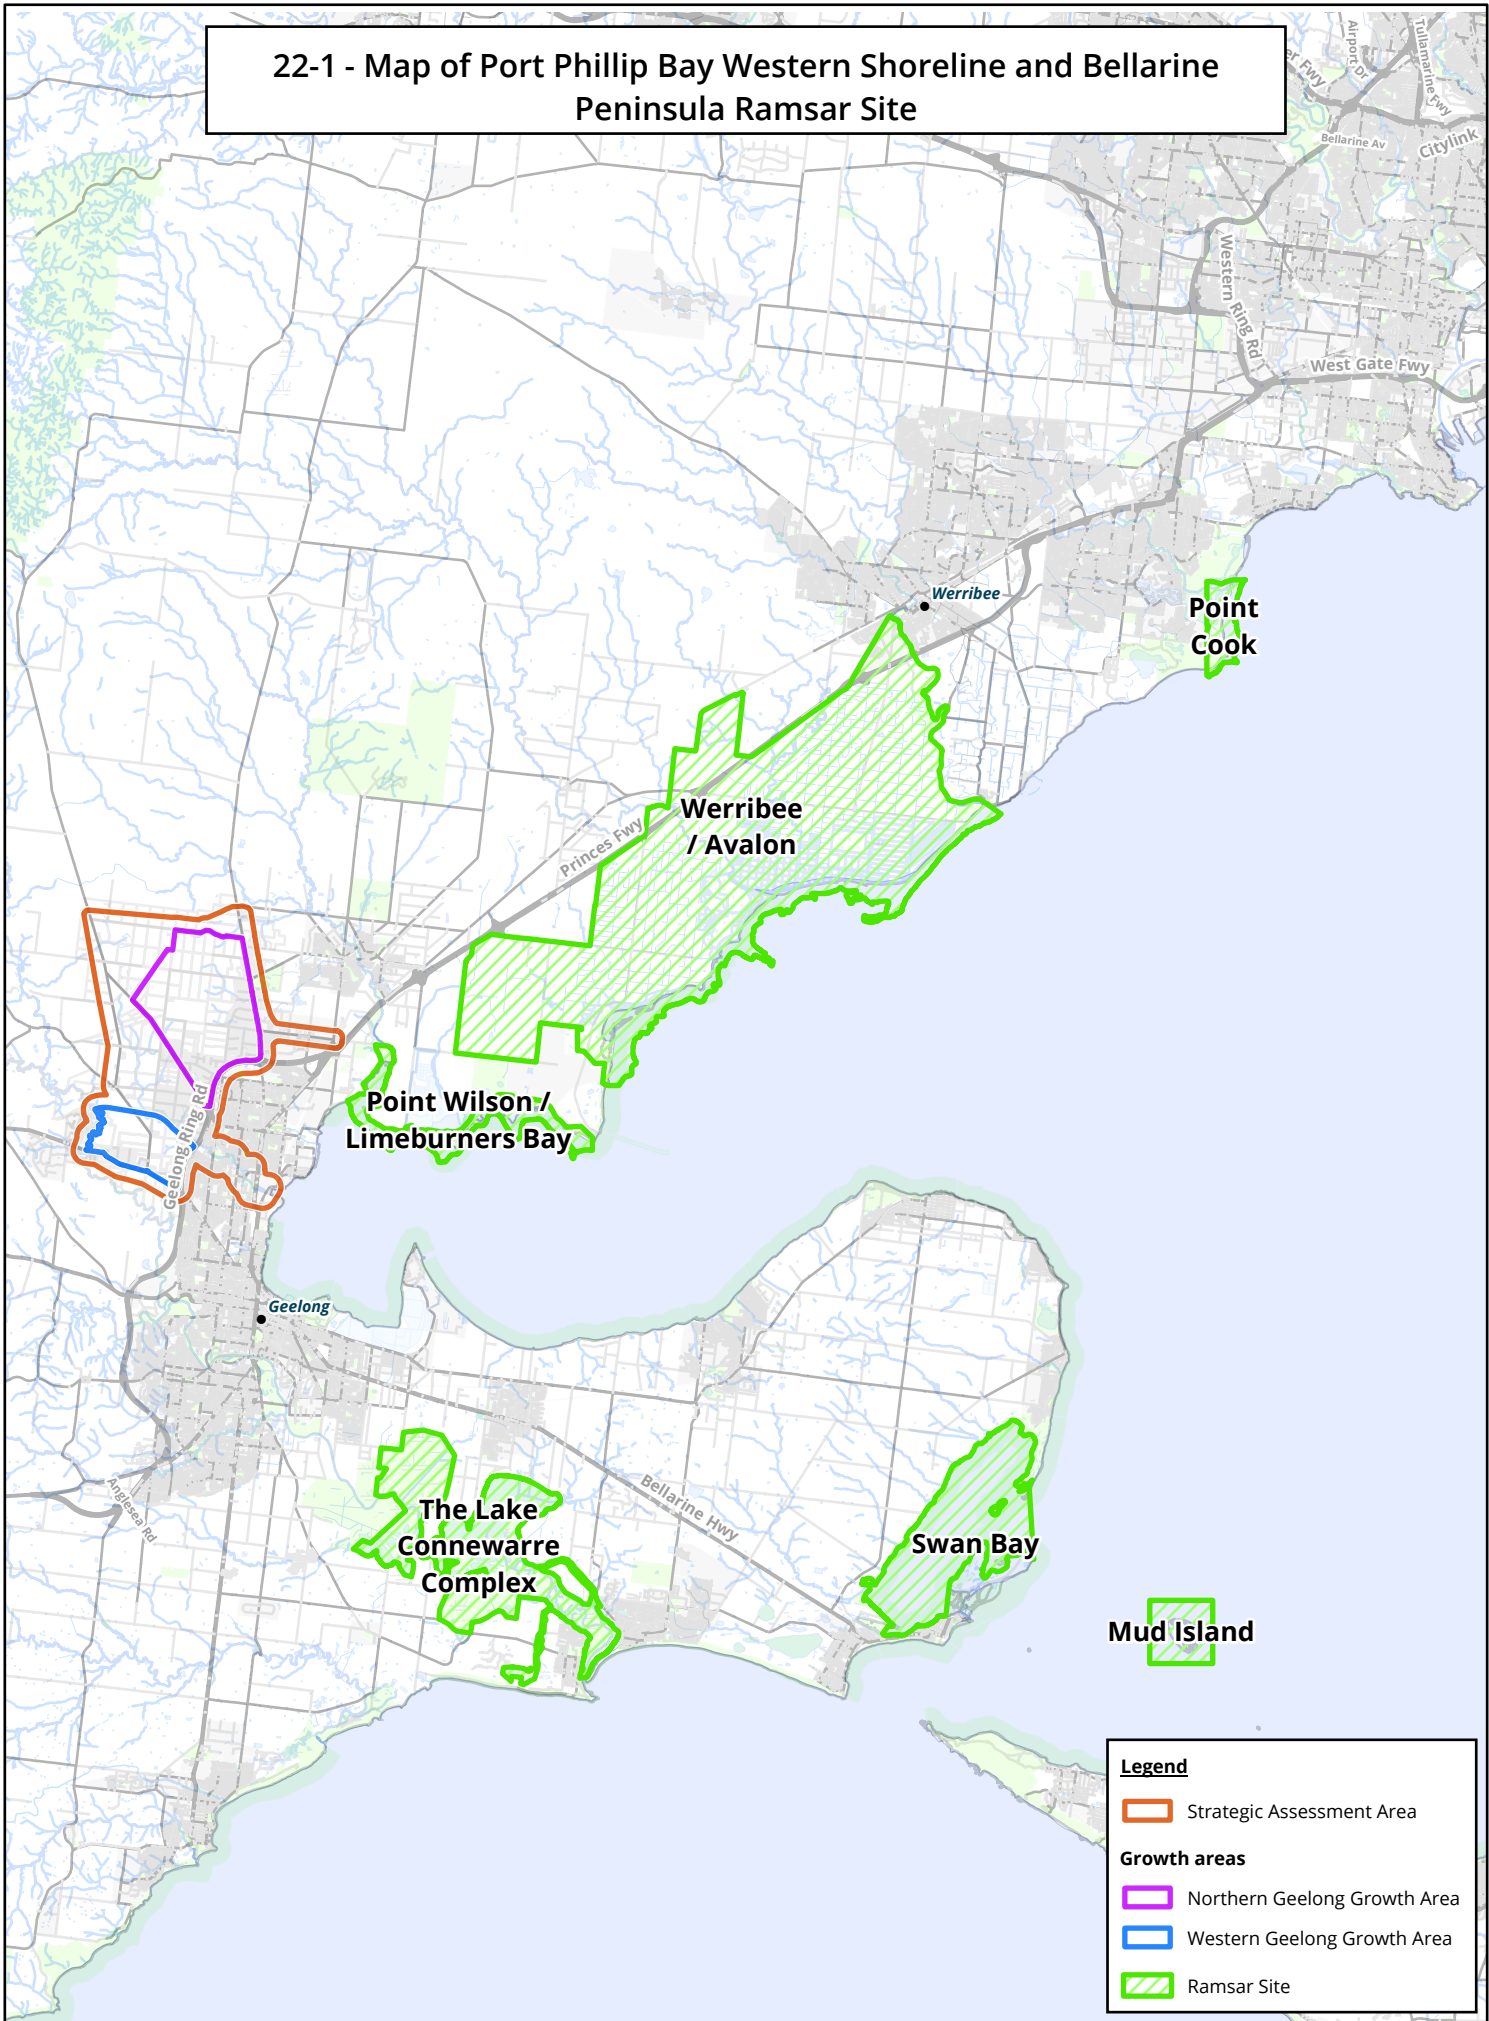 22-1 - Map of Port Phillip Bay Western Shoreline and Bellarine
Peninsula Ramsar Site
er Fwy
Airport Dr
Tullamarine Fwy
Bellarine Av
Citylink
Western Ring Rd
West Gate Fwy
Werribee
Point
Cook
Werribee
/ Avalon
Princes Fwy
Point Wilson /
Limeburners Bay
Geelong Ring Rd
Geelong
Anglesea Rd
Bellarine Hwy
The Lake
Connewarre
Complex
Swan Bay
Mud Island
Legend
Strategic Assessment Area
Growth areas
Northern Geelong Growth Area
Western Geelong Growth Area
Ramsar Site